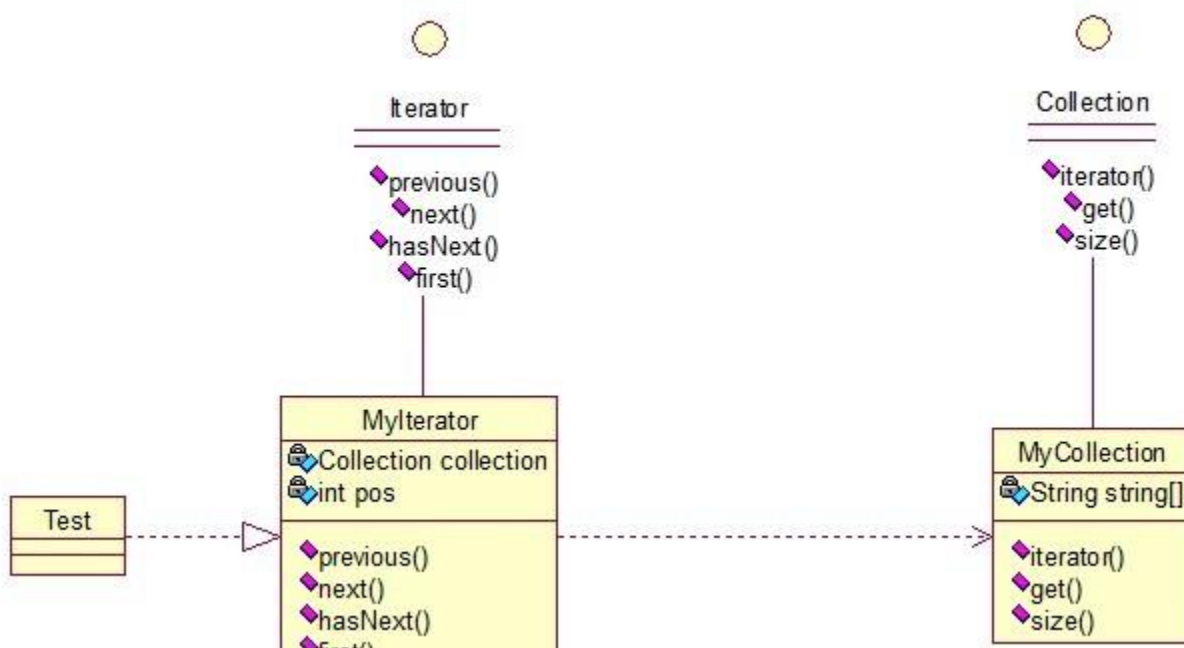 Iterator
previous()
next()
hasNext()
first()
Collection
iterator()
get()
size()
Test
MyIterator
Collection collection
int pos
previous()
next()
hasNext()
first()
MyCollection
String string[]
iterator()
get()
size()